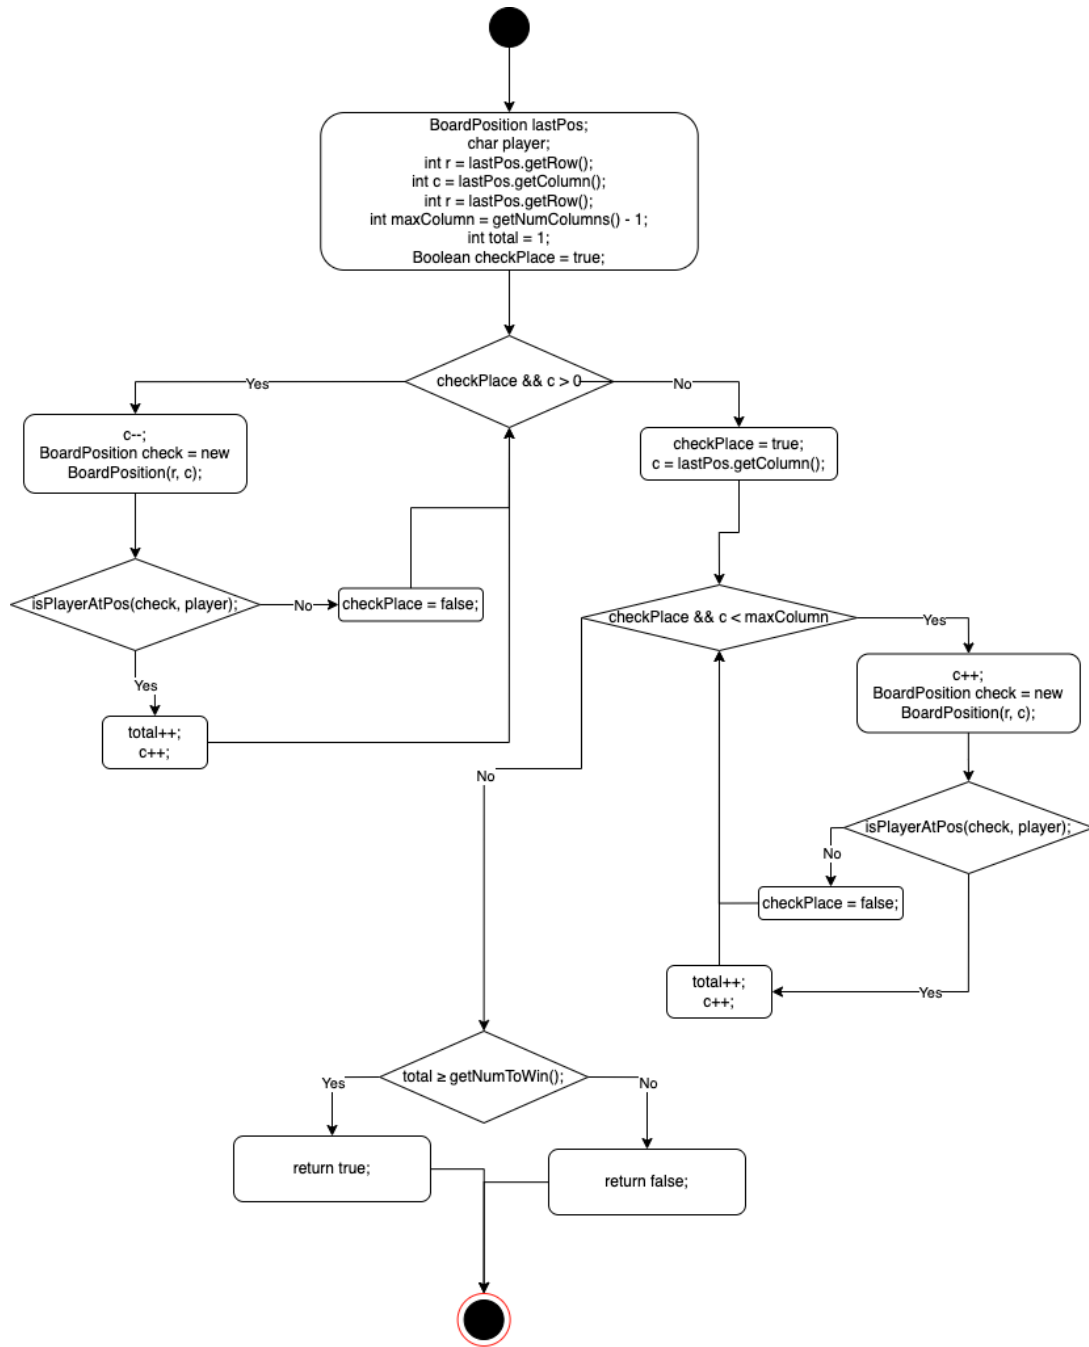 BoardPosition lastPos;
char player;
int r = lastPos.getRow();
int c = lastPos.getColumn();
int r = lastPos.getRow();
int maxColumn = getNumColumns() - 1;
int total = 1;
Boolean checkPlace = true;
checkPlace && c > 0
Yes
No
c--;
BoardPosition check = new
BoardPosition(r, c);
checkPlace = true;
c = lastPos.getColumn();
isPlayerAtPos(check, player);
No
checkPlace = false;
Yes
total++;
c++;
checkPlace && c < maxColumn
Yes
c++;
BoardPosition check = new
BoardPosition(r, c);
No
isPlayerAtPos(check, player);
No
checkPlace = false;
Yes
total++;
c++;
total ≥ getNumToWin();
Yes
No
return true;
return false;